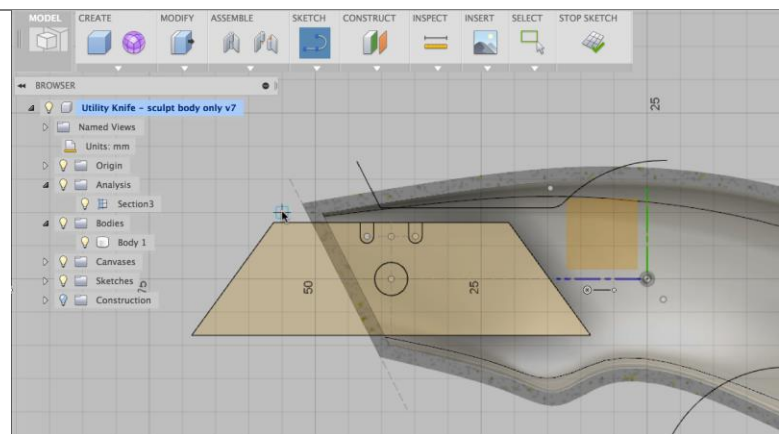 MODEL CREATE MODIFY ASSEMBLE SKETCH CONSTRUCT INSPECT INSERT SELECT STOP SKETCH
BROWSER
Utility Knife - sculpt body only v7
Named Views
Units: mm
Origin
Analysis
Section3
Bodies
Body 1
Canvases
Sketches
Construction
25
75
50
25